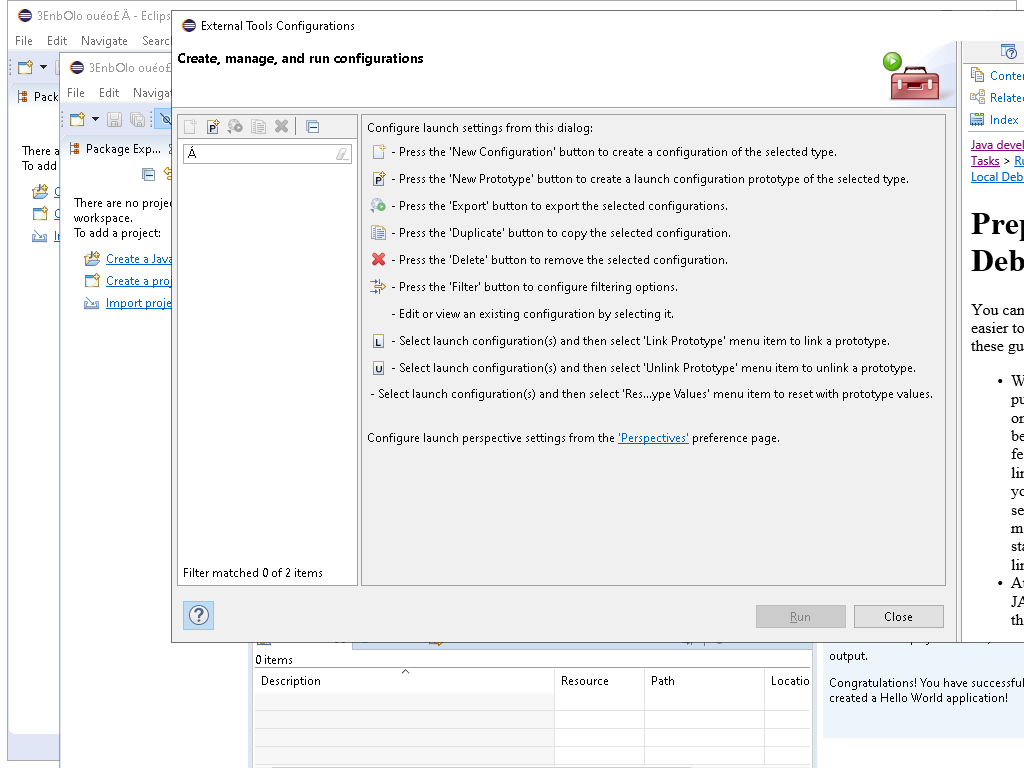 3EnbOlo ouéo£Ä - Eclips
File Edit Navigate Searc
Pack
There a
To add
3EnbOlo ouéo£
File Edit Naviga
Package Exp...
There are no proje
workspace.
To add a project:
Create a Java
Create a proj
Import proje
External Tools Configurations
Create, manage, and run configurations
Á
Filter matched 0 of 2 items
Configure launch settings from this dialog:
- Press the 'New Configuration' button to create a configuration of the selected type.
- Press the 'New Prototype' button to create a launch configuration prototype of the selected type.
- Press the 'Export' button to export the selected configurations.
- Press the 'Duplicate' button to copy the selected configuration.
- Press the 'Delete' button to remove the selected configuration.
- Press the 'Filter' button to configure filtering options.
- Edit or view an existing configuration by selecting it.
- Select launch configuration(s) and then select 'Link Prototype' menu item to link a prototype.
- Select launch configuration(s) and then select 'Unlink Prototype' menu item to unlink a prototype.
- Select launch configuration(s) and then select 'Res...ype Values' menu item to reset with prototype values.
Configure launch perspective settings from the 'Perspectives' preference page.
Run Close
Conter
Relate
Index
Java devel
Tasks > Ru
Local Deb
Prep
Deb
You can
easier to
these gu
• W
pu
on
be
fe
lin
yo
se
m
sta
lin
• At
JA
th
0 items
Description Resource Path Locatio
output.
Congratulations! You have successful
created a Hello World application!